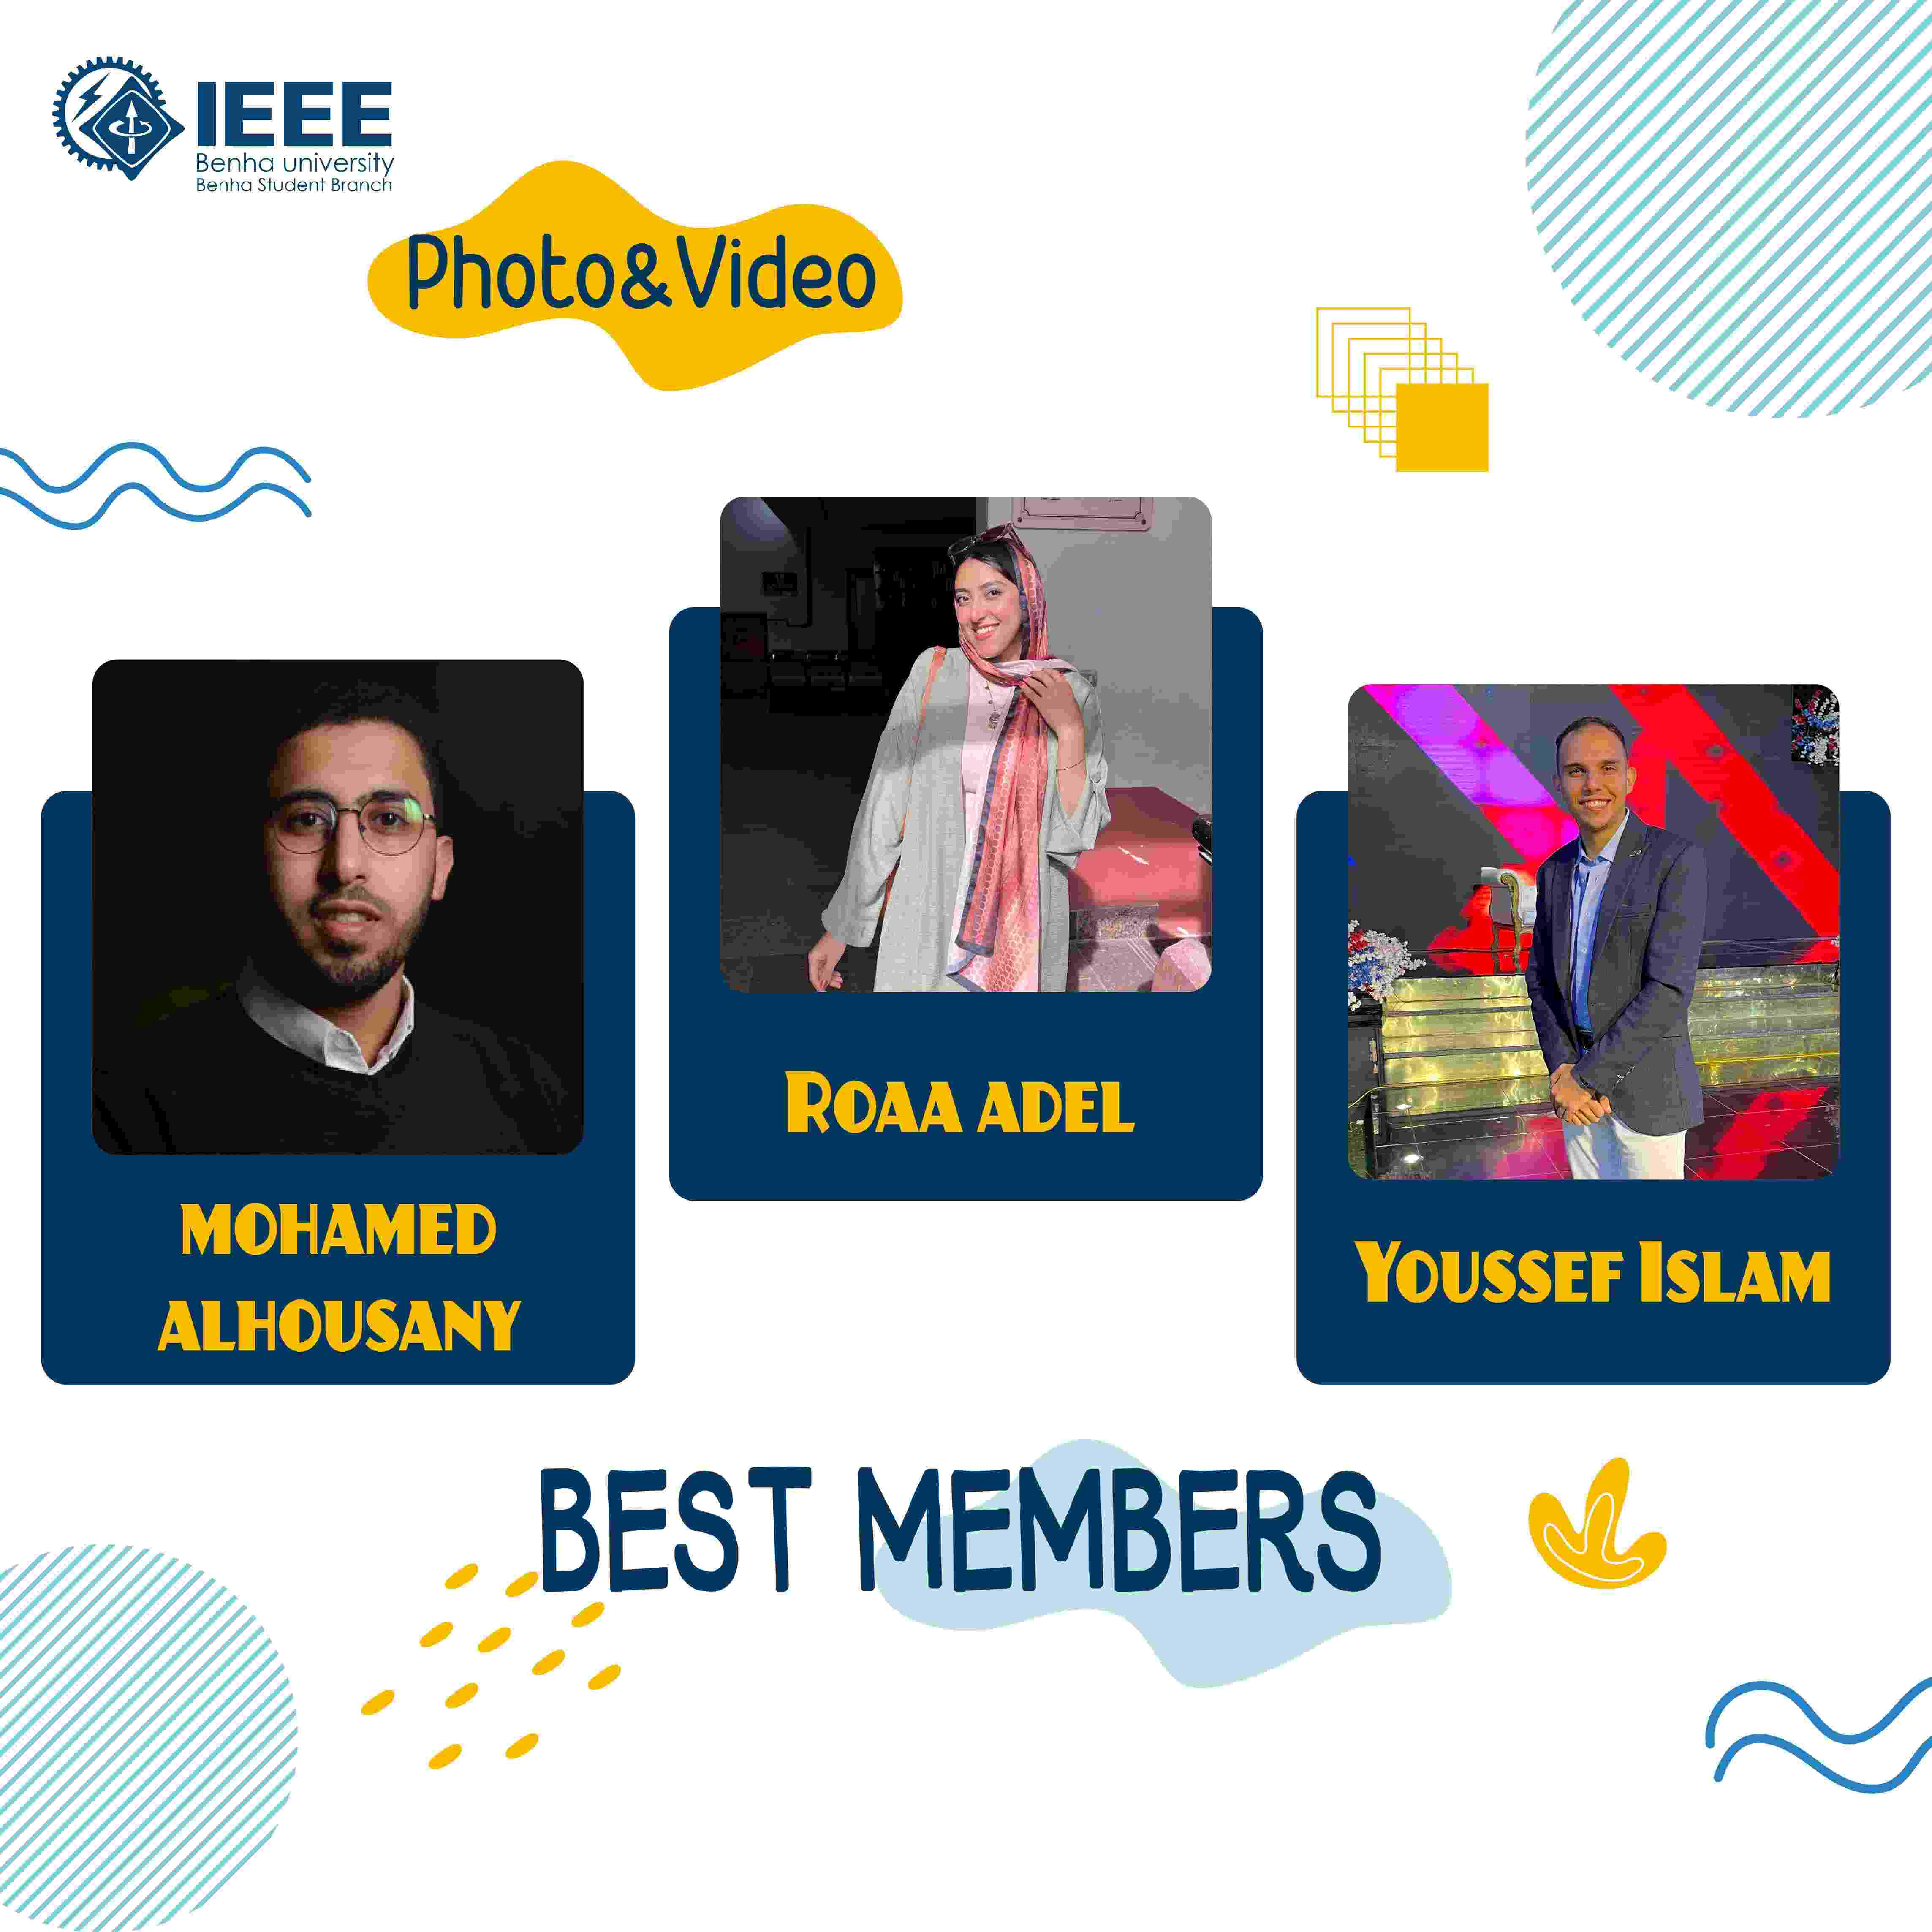 IEEE
Benha university
Benha Student Branch
Photo&Video
MOHAMED
ALHOUSANY
ROAA ADEL
YOUSSEF ISLAM
BEST MEMBERS